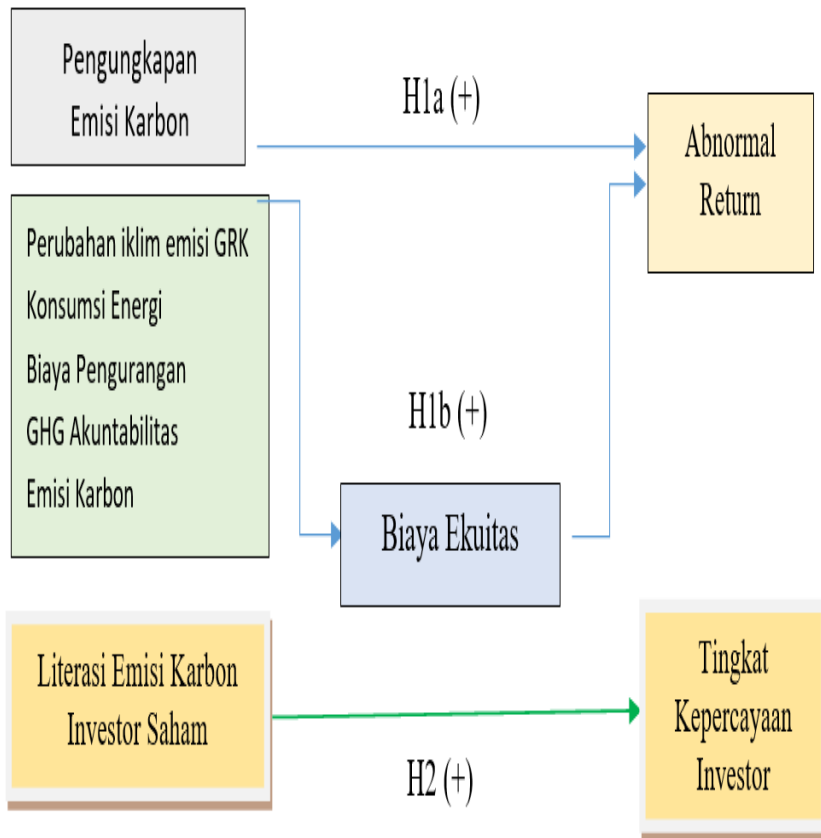 Pengungkapan
Emisi Karbon
H1a (+)
Abnormal
Return
Perubahan iklim emisi GRK
Konsumsi Energi
Biaya Pengurangan
GHG Akuntabilitas
Emisi Karbon
H1b (+)
Biaya Ekuitas
Literasi Emisi Karbon
Investor Saham
H2 (+)
Tingkat
Kepercayaan
Investor